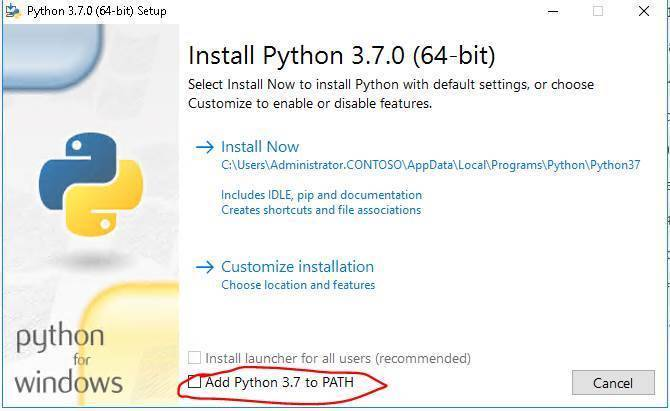 Python 3.7.0 (64-bit) Setup
Install Python 3.7.0 (64-bit)
Select Install Now to install Python with default settings, or choose
Customize to enable or disable features.
Install Now
C:\Users\Administrator.CONTOSO\AppData\Local\Programs\Python\Python37
Includes IDLE, pip and documentation
Creates shortcuts and file associations
Customize installation
Choose location and features
python
for
windows
Install launcher for all users (recommended)
Add Python 3.7 to PATH
Cancel